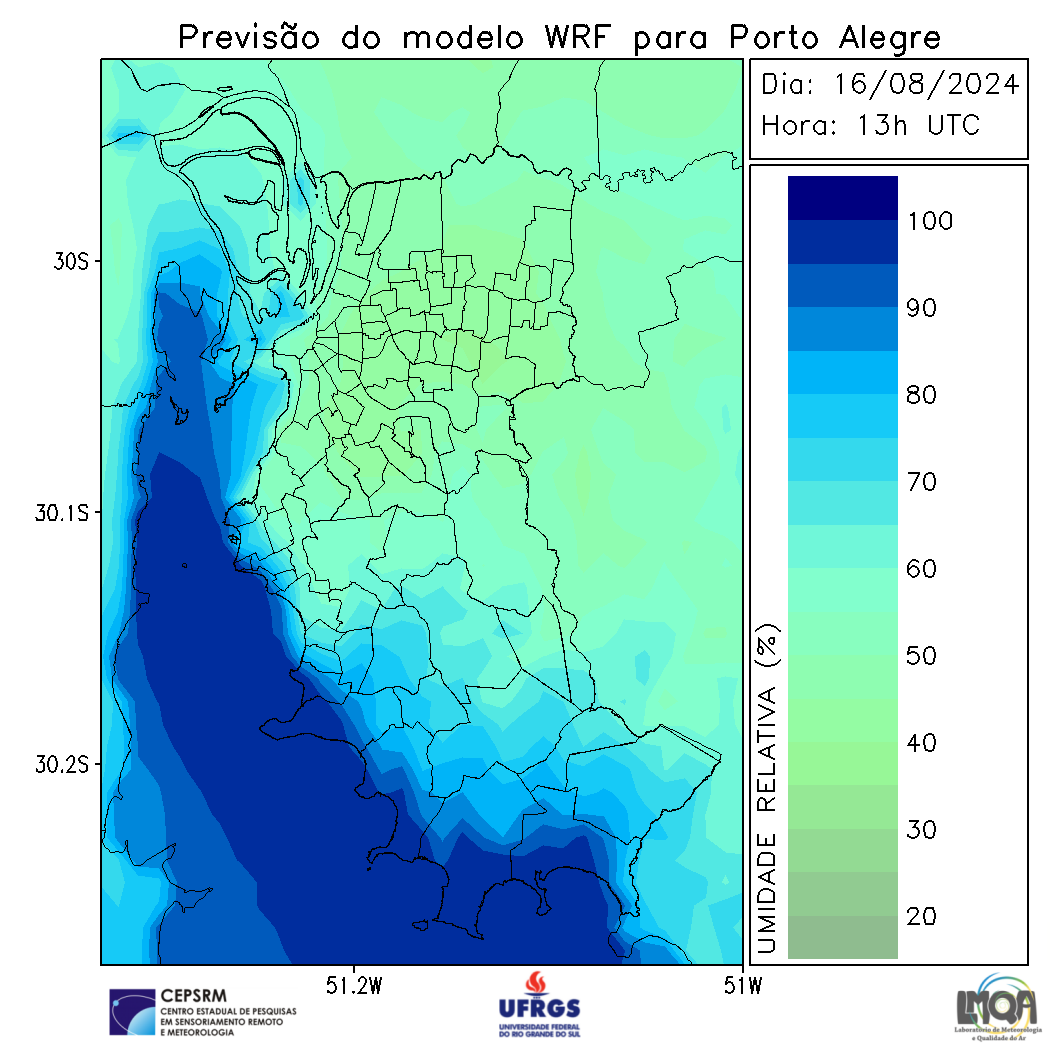 Previsão do modelo WRF para Porto Alegre
Dia: 16/08/2024
Hora: 13h UTC
30S
30.1S
30.2S
51.2W
51W
UMIDADE RELATIVA (%)
100
90
80
70
60
50
40
30
20
CEPSRM
CENTRO ESTADUAL DE PESQUISAS
EM SENSORIAMENTO REMOTO
E METEOROLOGIA
UFRGS
UNIVERSIDADE FEDERAL
DO RIO GRANDE DO SUL
LMQA
Laboratório de Meteorologia
e Qualidade do Ar